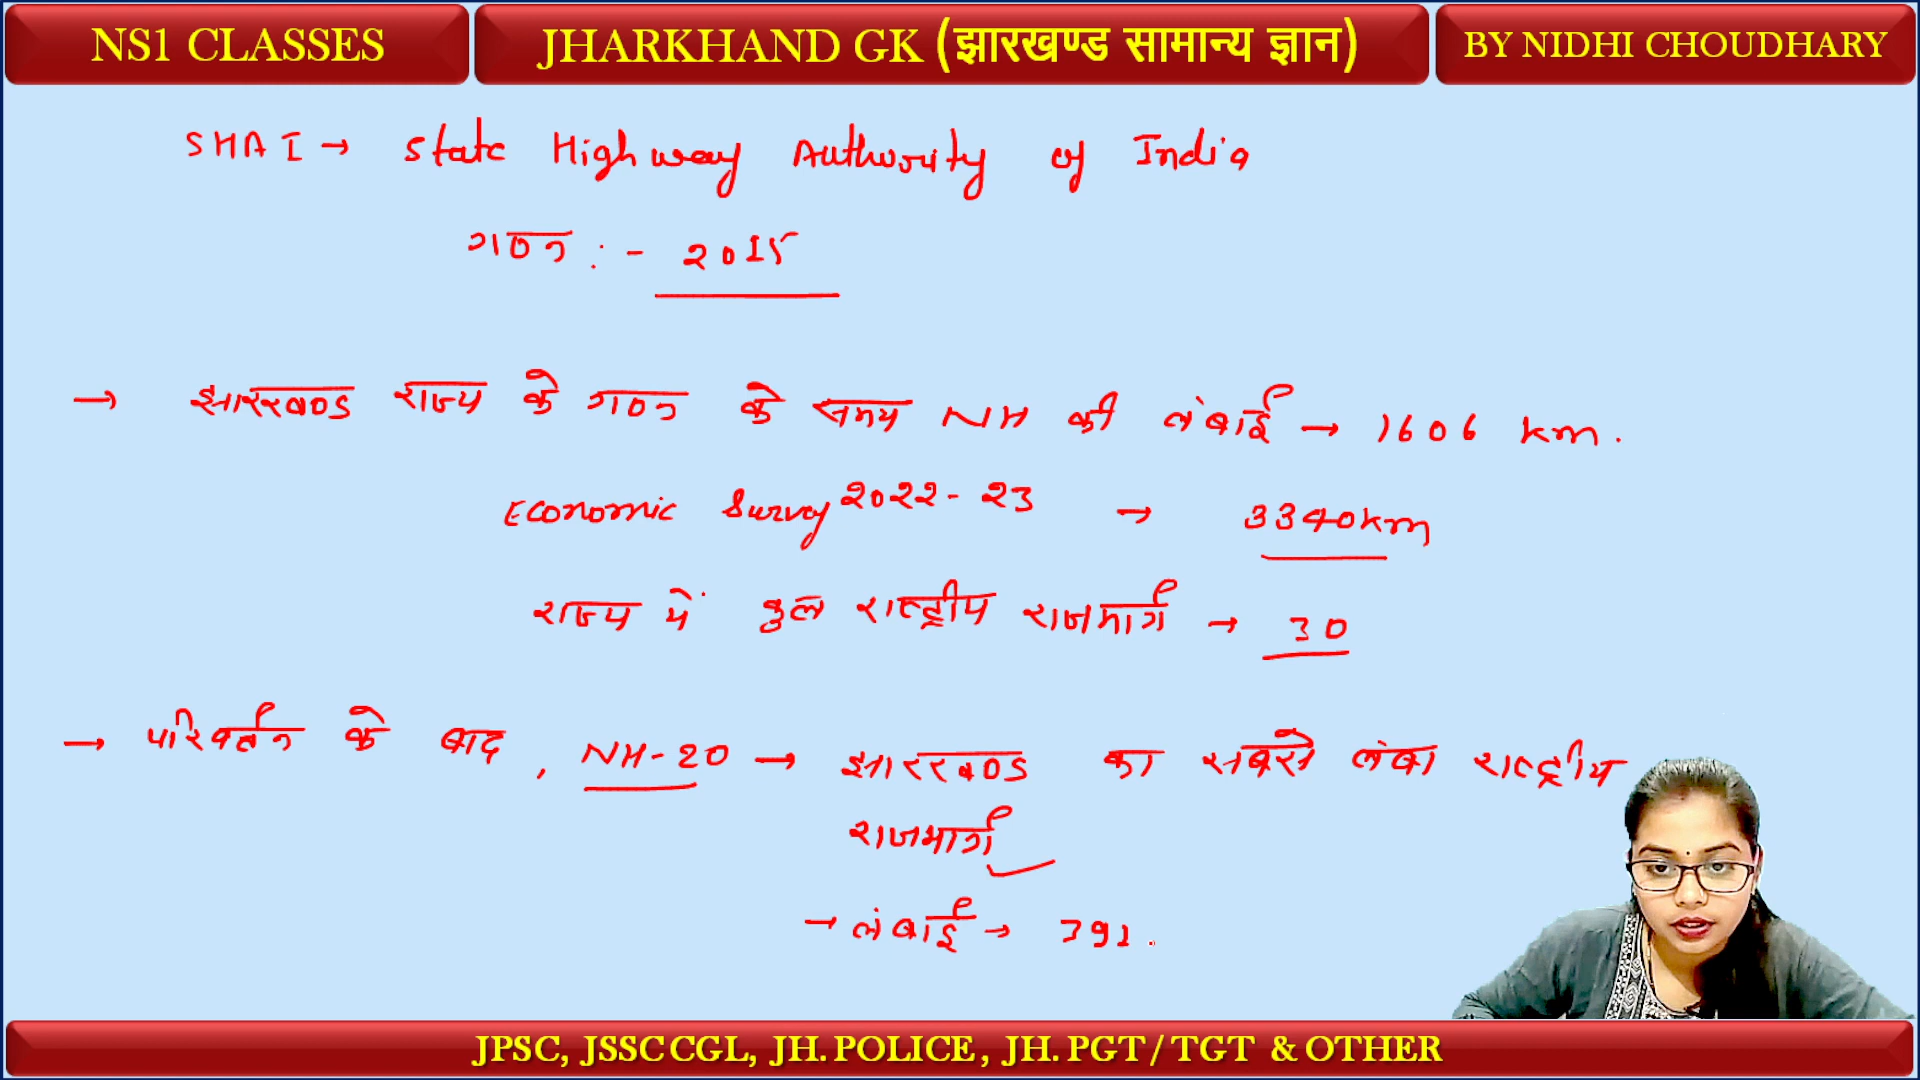 NS1 CLASSES
JHARKHAND GK (झारखण्ड सामान्य ज्ञान)
BY NIDHI CHOUDHARY
SHAI → State Highway Authority of India
गठन :- 2015
→ झारखण्ड राज्य के गठन के समय NH की लंबाई → 1606 km.
Economic Survey 2022-23 → 3340km
राज्य में कुल राष्ट्रीय राजमार्ग → 30
→ परिवर्तन के बाद, NH-20 → झारखण्ड का सबसे लंबा राष्ट्रीय
राजमार्ग
→ लंबाई → 391.
JPSC, JSSC CGL, JH. POLICE, JH. PGT / TGT & OTHER